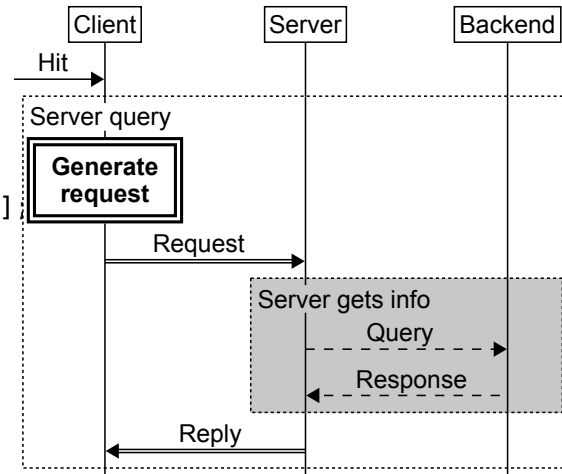 Client Server Backend
Hit
Server query
Generate
request
] ,
Request
Server gets info
Query
Response
Reply